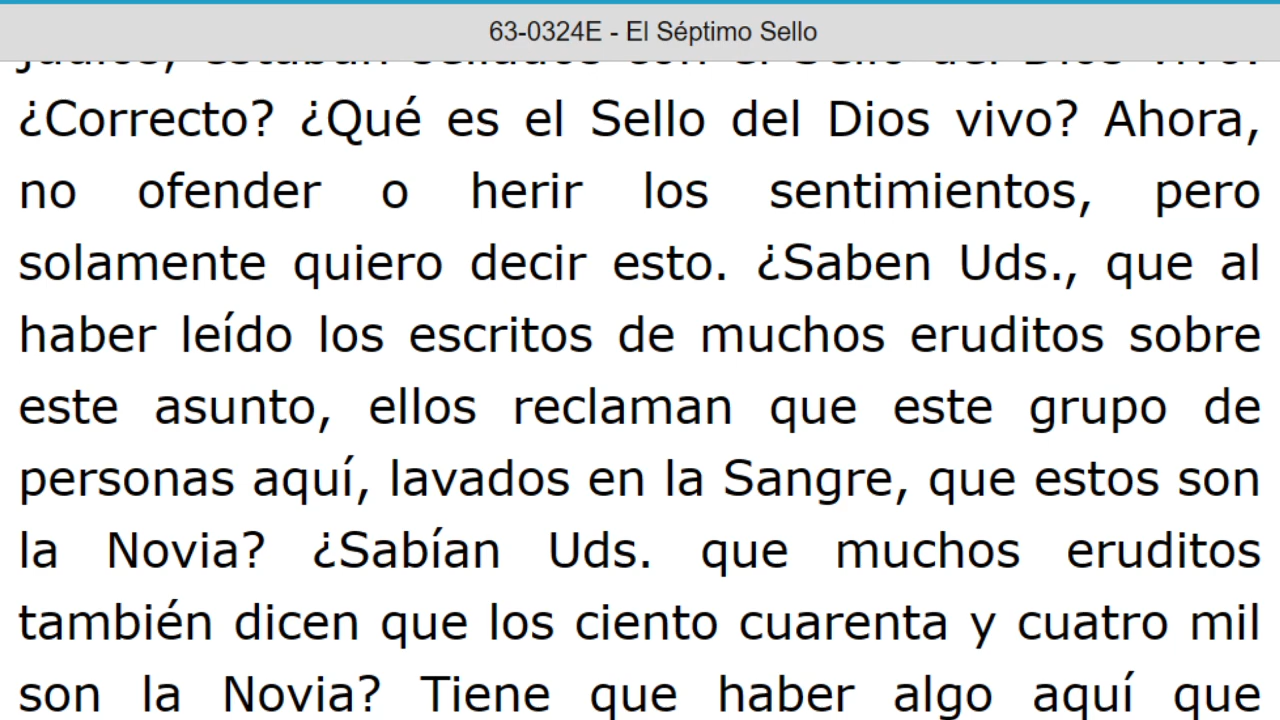 63-0324E - El Séptimo Sello
¿Correcto? ¿Qué es el Sello del Dios vivo? Ahora,
no ofender o herir los sentimientos, pero
solamente quiero decir esto. ¿Saben Uds., que al
haber leído los escritos de muchos eruditos sobre
este asunto, ellos reclaman que este grupo de
personas aquí, lavados en la Sangre, que estos son
la Novia? ¿Sabían Uds. que muchos eruditos
también dicen que los ciento cuarenta y cuatro mil
son la Novia? Tiene que haber algo aquí que